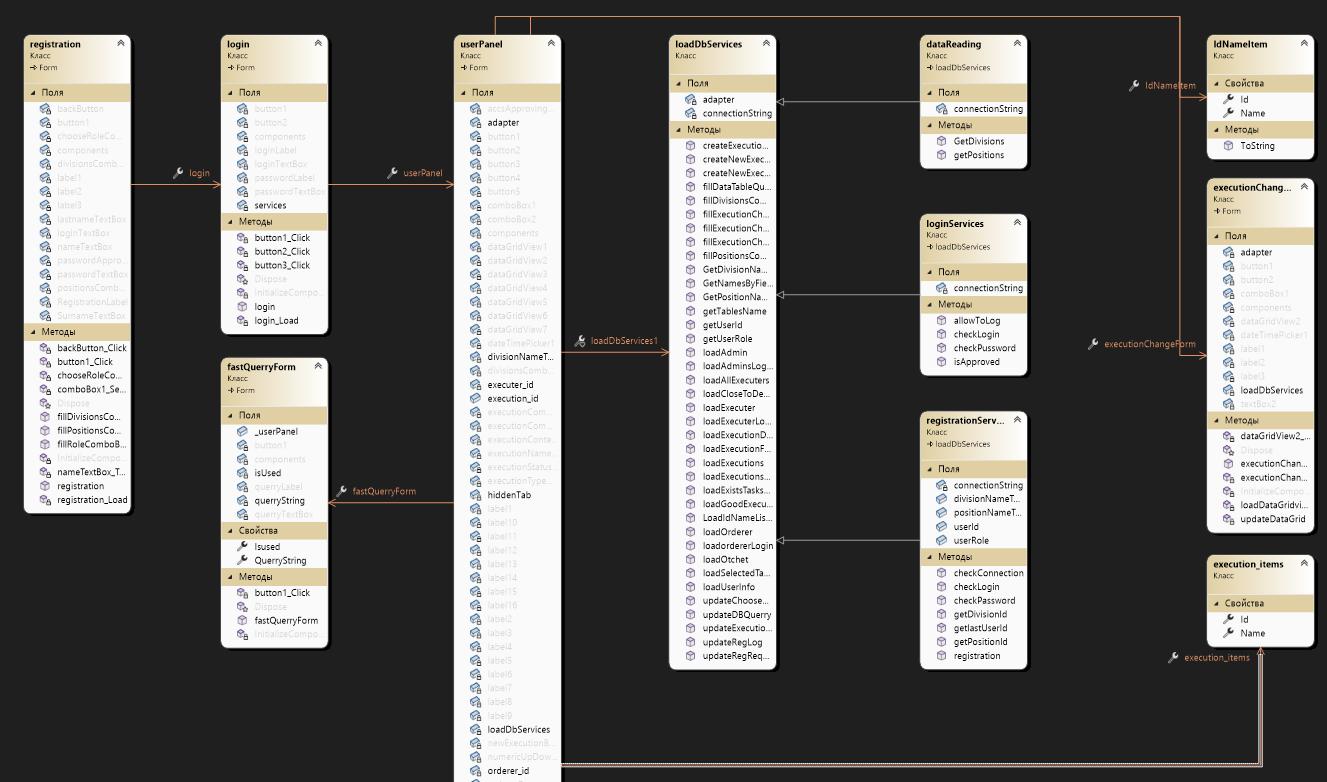 registration
Класс
Form
Поля
backButton
button1
chooseRoleCo...
components
divisionsComb...
label1
label2
label3
lastnameTextBox
loginTextBox
nameTextBox
passwordAppro...
passwordTextBox
positionsComb...
RegistrationLabel
SurnameTextBox
Методы
backButton_Click
button1_Click
chooseRoleCo...
comboBox1_Se...
Dispose
fillDivisionsCo...
fillPositionsCo...
fillRoleComboB...
InitializeCompo...
nameTextBox_T...
registration
registration_Load
login
login
Класс
Form
Поля
button1
button2
components
loginLabel
loginTextBox
passwordLabel
passwordTextBox
services
Методы
button1_Click
button2_Click
button3_Click
Dispose
InitializeCompo...
login
login_Load
userPanel
fastQuerryForm
Класс
Form
Поля
_userPanel
button1
components
isUsed
querryLabel
querryString
querryTextBox
Свойства
Isused
QuerryString
Методы
button1_Click
Dispose
fastQuerryForm
InitializeCompo...
fastQuerryForm
userPanel
Класс
Form
Поля
accsApproving...
adapter
button1
button2
button3
button4
button5
comboBox1
comboBox2
components
dataGridView1
dataGridView2
dataGridView3
dataGridView4
dataGridView5
dataGridView6
dataGridView7
dateTimePicker1
divisionNameT...
divisionsComb...
executer_id
execution_id
executionCom...
executionComm...
executionConte...
executionName...
executionStatus...
executionType...
hiddenTab
label1
label10
label11
label12
label13
label14
label15
label16
label2
label3
label4
label5
label6
label7
label8
label9
loadDbServices
newExecutionB...
numericUpDow...
orderer_id
loadDbServices1
loadDbServices
Класс
Поля
adapter
connectionString
Методы
createExecutio...
createNewExec...
createNewExec...
fillDataTableQu...
fillDivisionsCo...
fillExecutionCh...
fillExecutionCh...
fillExecutionCh...
fillPositionsCo...
GetDivisionNa...
GetNamesByFie...
GetPositionNa...
getTablesName
getUserId
getUserRole
loadAdmin
loadAdminsLog...
loadAllExecuters
loadCloseToDe...
loadExecuter
loadExecuterLo...
loadExecutionD...
loadExecutionF...
loadExecutions
loadExecutions...
loadExistsTasks...
loadGoodExecu...
LoadIdNameLis...
loadOrderer
loadordererLogin
loadOtchet
loadSelectedTa...
loadUserInfo
updateChoose...
updateDBQuerry
updateExecutio...
updateRegLog
updateRegReq...
dataReading
Класс
loadDbServices
Поля
connectionString
Методы
GetDivisions
getPositions
loginServices
Класс
loadDbServices
Поля
connectionString
Методы
allowToLog
checkLogin
checkPussword
isApproved
registrationServ...
Класс
loadDbServices
Поля
connectionString
divisionNameT...
positionNameT...
userId
userRole
Методы
checkConnection
checkLogin
checkPassword
getDivisionId
getlastUserId
getPositionId
registration
IdNameItem
IdNameItem
Класс
Свойства
Id
Name
Методы
ToString
executionChangeForm
executionChang...
Класс
Form
Поля
adapter
button1
button2
comboBox1
components
dataGridView2
dateTimePicker1
label1
label2
label3
loadDbServices
textBox2
Методы
dataGridView2_...
Dispose
executionChan...
executionChan...
InitializeCompo...
loadDataGridvi...
updateDataGrid
execution_items
Класс
Свойства
Id
Name
execution_items